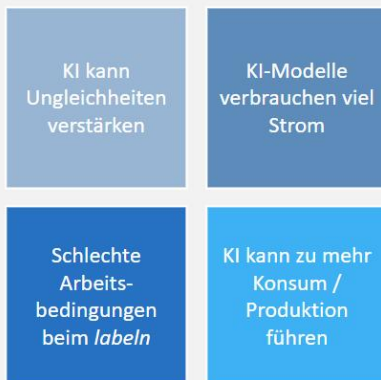 KI kann
Ungleichheiten
verstärken
KI-Modelle
verbrauchen viel
Strom
Schlechte
Arbeits-
bedingungen
beim labeln
KI kann zu mehr
Konsum /
Produktion
führen